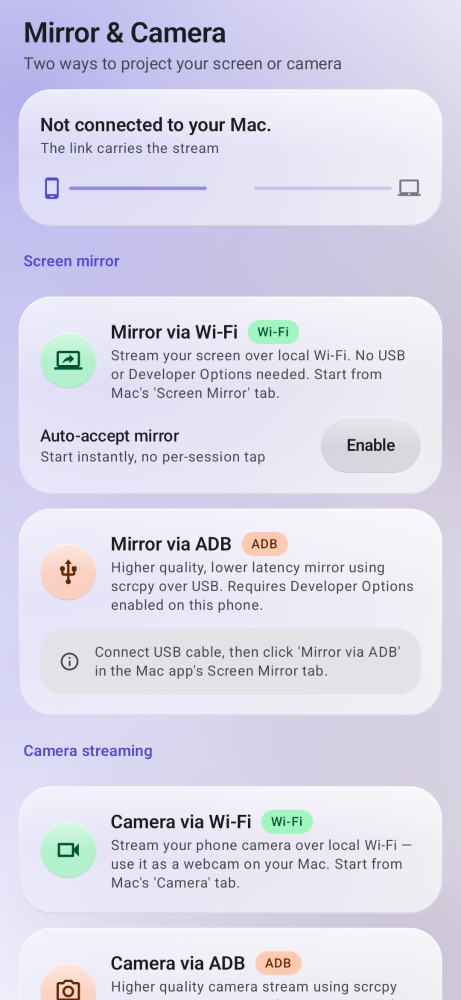 Mirror & Camera
Two ways to project your screen or camera
Not connected to your Mac.
The link carries the stream
Screen mirror
Mirror via Wi-Fi Wi-Fi
Stream your screen over local Wi-Fi. No USB
or Developer Options needed. Start from
Mac's 'Screen Mirror' tab.
Auto-accept mirror
Start instantly, no per-session tap
Enable
Mirror via ADB ADB
Higher quality, lower latency mirror using
scrcpy over USB. Requires Developer Options
enabled on this phone.
Connect USB cable, then click 'Mirror via ADB'
in the Mac app's Screen Mirror tab.
Camera streaming
Camera via Wi-Fi Wi-Fi
Stream your phone camera over local Wi-Fi —
use it as a webcam on your Mac. Start from
Mac's 'Camera' tab.
Camera via ADB ADB
Higher quality camera stream using scrcpy